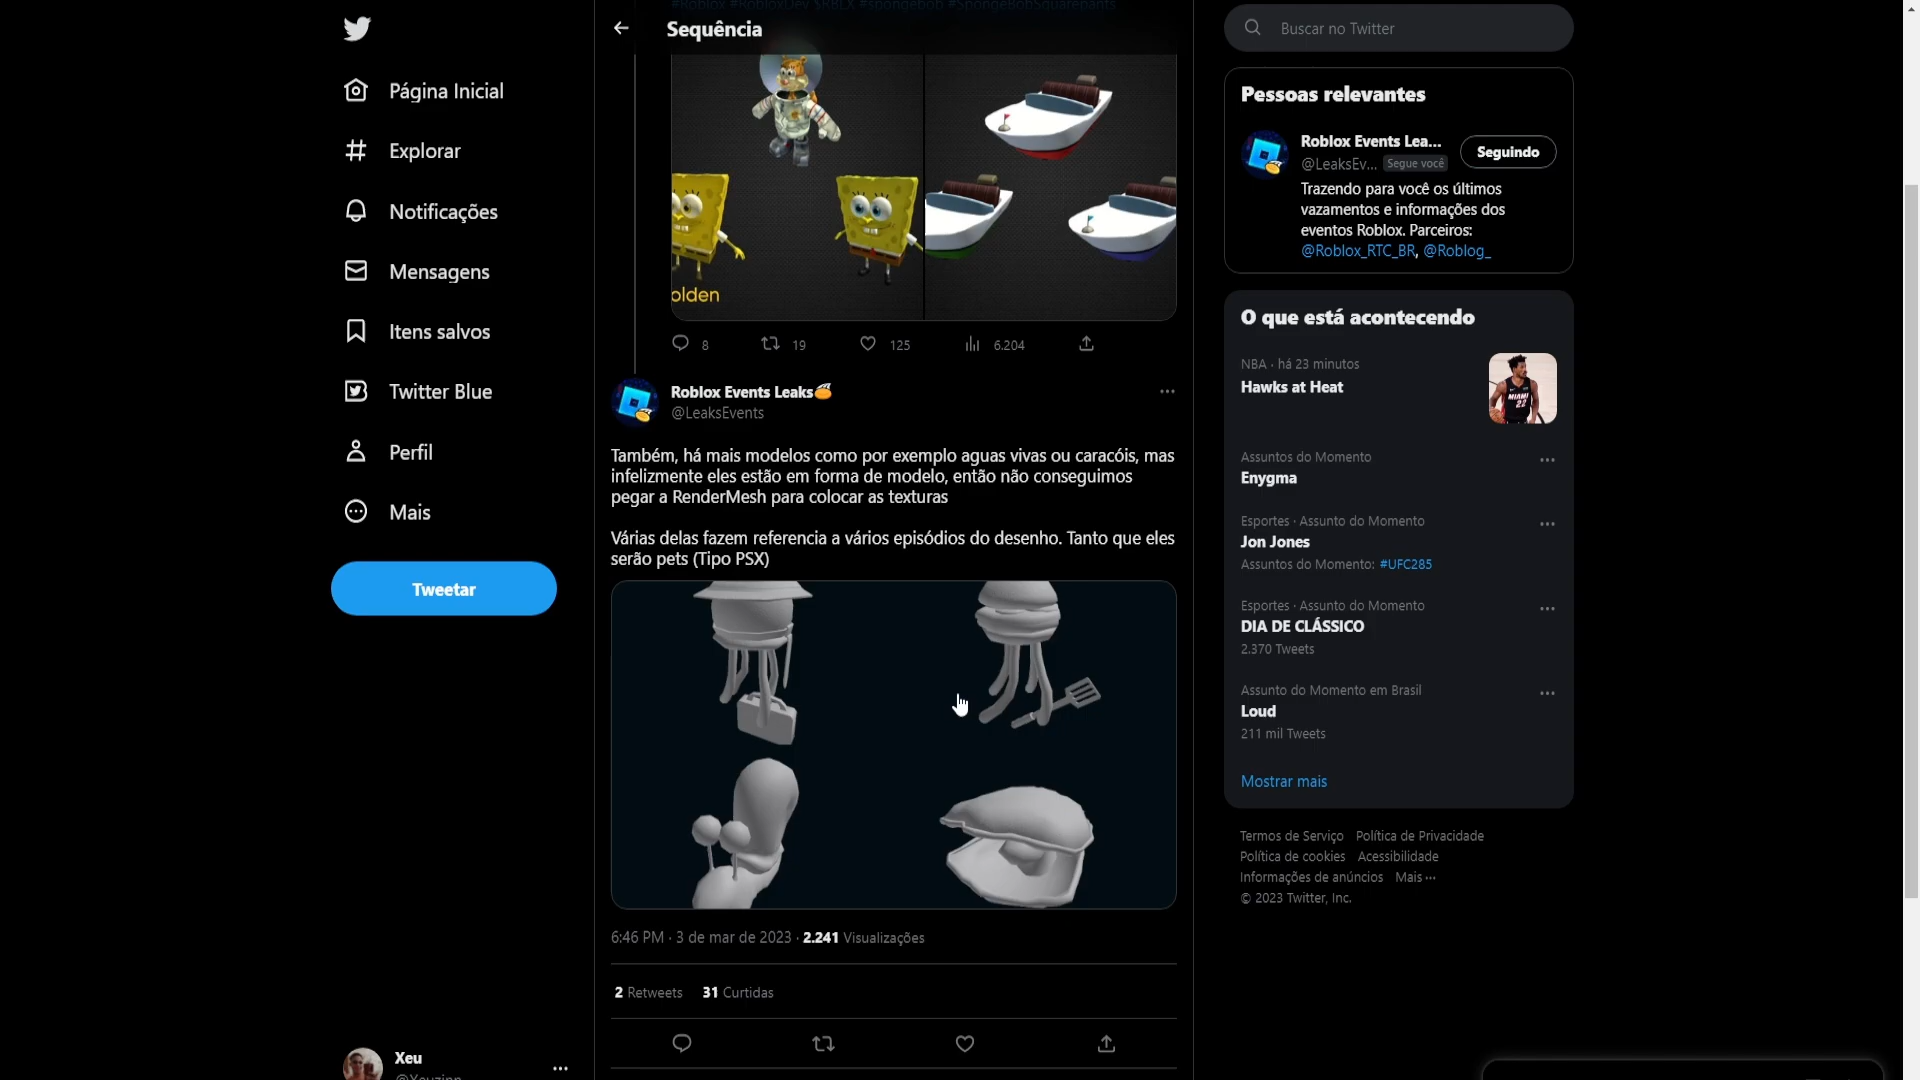 Página Inicial
Explorar
Notificações
Mensagens
Itens salvos
Twitter Blue
Perfil
Mais
Tweetar
Xeu
#Roblox #RobloxDev $RBLX #spongebob #SpongeBobSquarepants
Sequência
olden
8 19 125 6.204
Roblox Events Leaks
@LeaksEvents
Também, há mais modelos como por exemplo aguas vivas ou caracóis, mas
infelizmente eles estão em forma de modelo, então não conseguimos
pegar a RenderMesh para colocar as texturas
Várias delas fazem referencia a vários episódios do desenho. Tanto que eles
serão pets (Tipo PSX)
6:46 PM · 3 de mar de 2023 · 2.241 Visualizações
2 Retweets 31 Curtidas
Buscar no Twitter
Pessoas relevantes
Roblox Events Lea...
@LeaksEv... Segue você
Seguindo
Trazendo para você os últimos
vazamentos e informações dos
eventos Roblox. Parceiros:
@Roblox_RTC_BR, @Roblog_
O que está acontecendo
NBA · há 23 minutos
Hawks at Heat
MIAMI
22
Assuntos do Momento
Enygma
Esportes · Assunto do Momento
Jon Jones
Assuntos do Momento: #UFC285
Esportes · Assunto do Momento
DIA DE CLÁSSICO
2.370 Tweets
Assunto do Momento em Brasil
Loud
211 mil Tweets
Mostrar mais
Termos de Serviço Política de Privacidade
Política de cookies Acessibilidade
Informações de anúncios Mais ···
© 2023 Twitter, Inc.